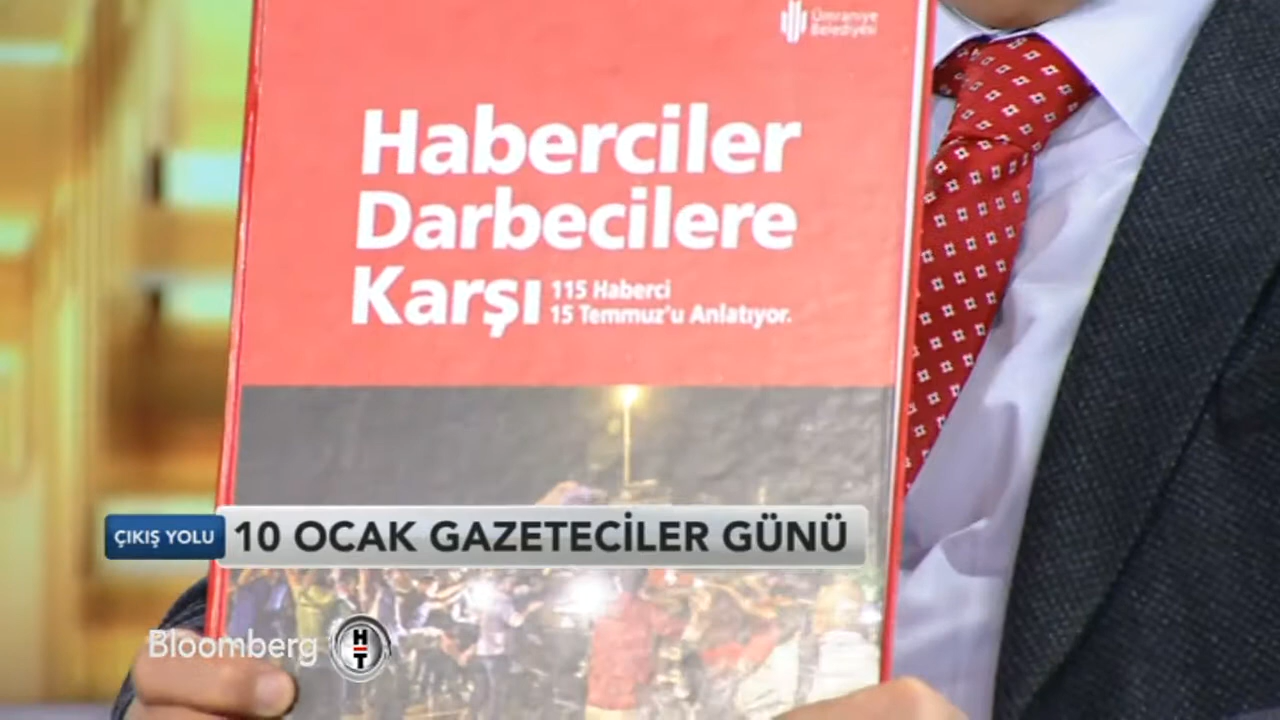 Ümraniye
Belediyesi
Haberciler
Darbecilere
Karşı
115 Haberci
15 Temmuz'u Anlatıyor.
ÇIKIŞ YOLU
10 OCAK GAZETECİLER GÜNÜ
Bloomberg HT